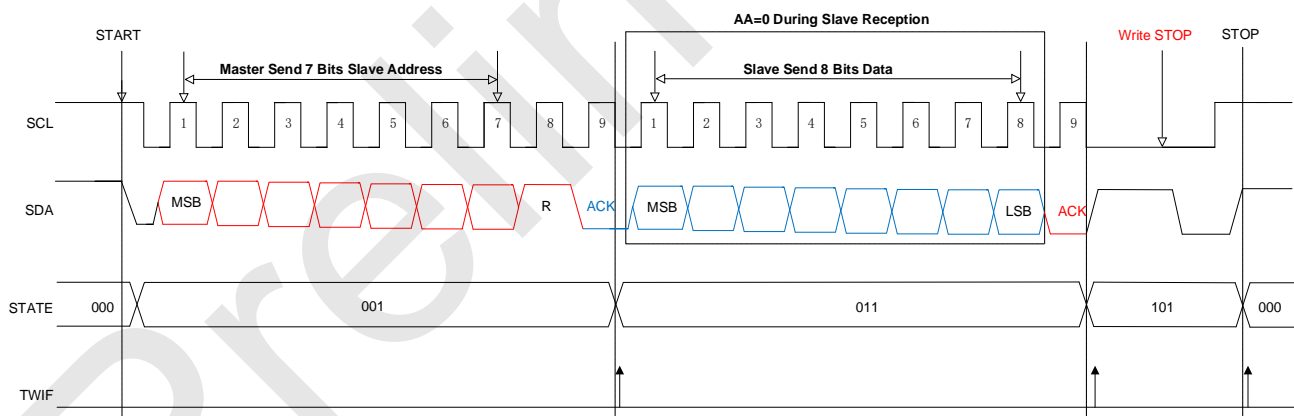 AA=0 During Slave Reception
START Write STOP STOP
Master Send 7 Bits Slave Address Slave Send 8 Bits Data
SCL 1 2 3 4 5 6 7 8 9 1 2 3 4 5 6 7 8 9
SDA MSB R ACK MSB LSB ACK
STATE 000 001 011 101 000
TWIF
Prelim